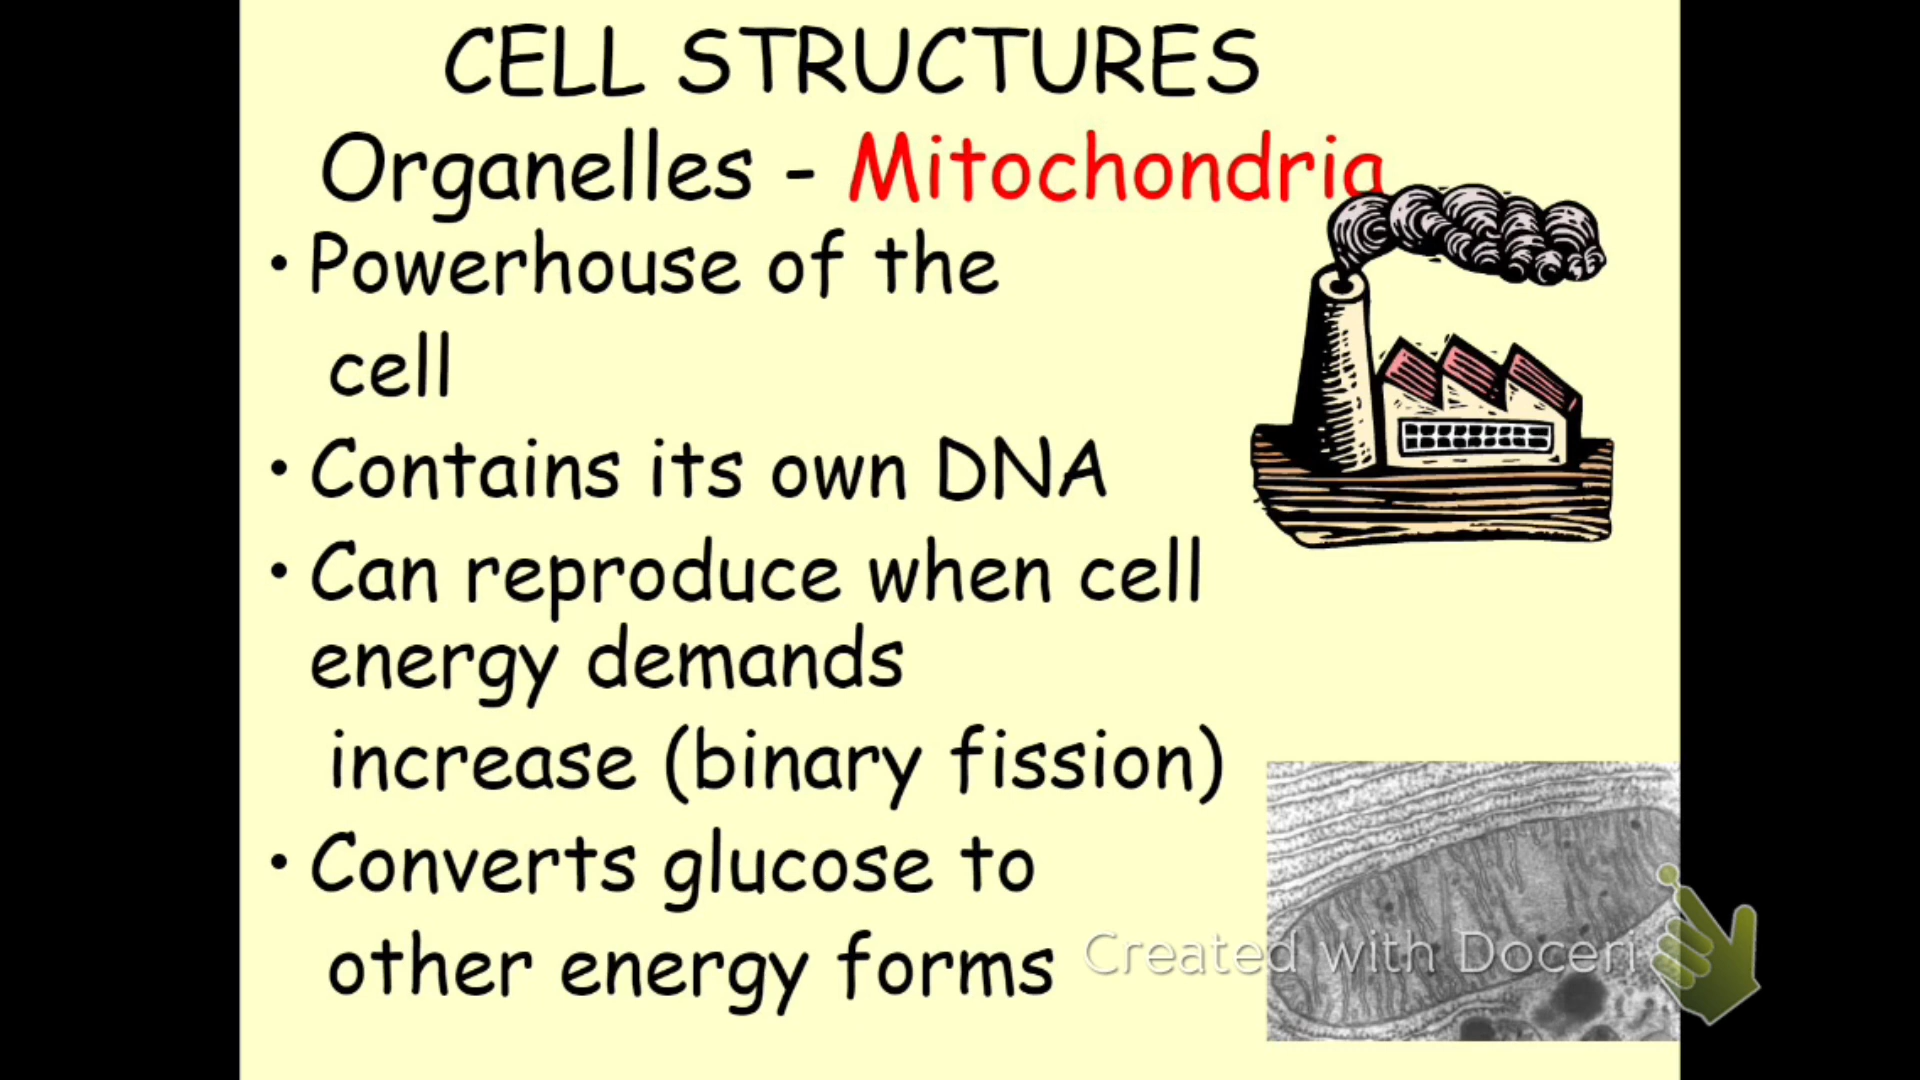 CELL STRUCTURES
Organelles - Mitochondria
• Powerhouse of the
cell
• Contains its own DNA
• Can reproduce when cell
energy demands
increase (binary fission)
• Converts glucose to
other energy forms
Created with Doceri